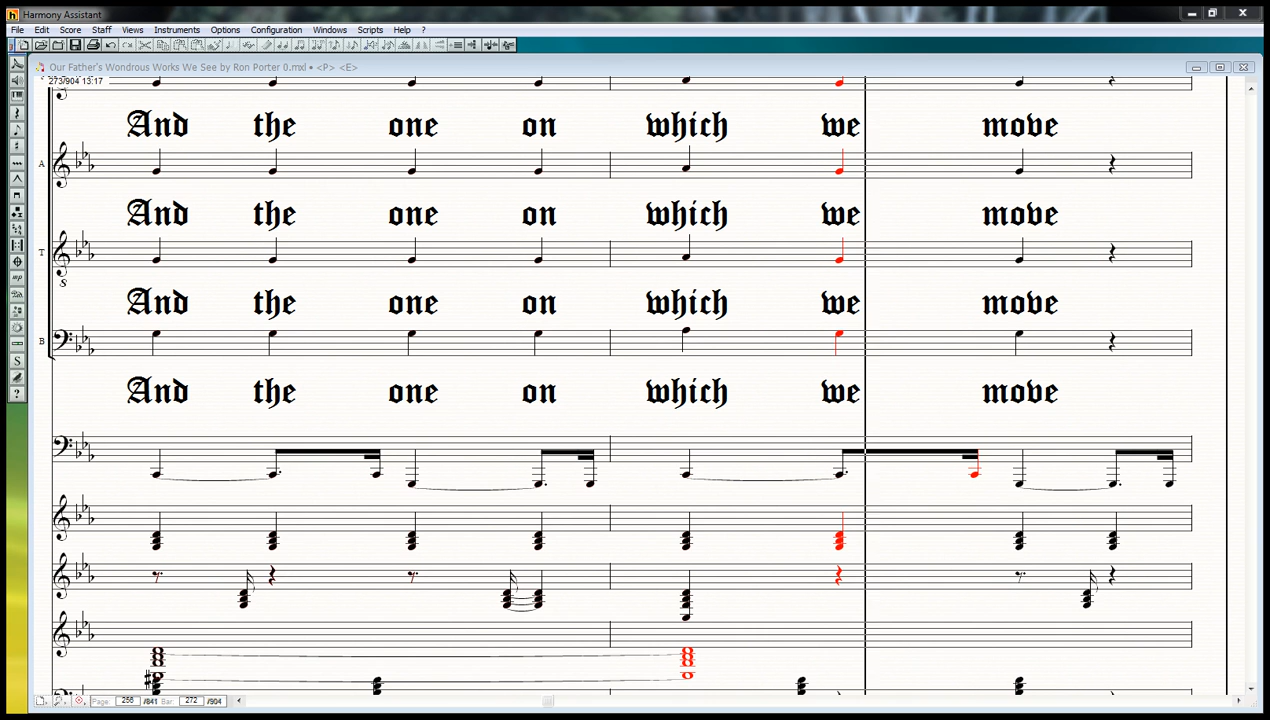 Harmony Assistant
File Edit Score Staff Views Instruments Options Configuration Windows Scripts Help ?
Our Father's Wondrous Works We See by Ron Porter 0.mxl • <P> <E>
273/904 13:17
And the one on which we move
A
And the one on which we move
T
8
And the one on which we move
B
And the one on which we move
mp
S
?
Page: 256 /841 Bar: 272 /904